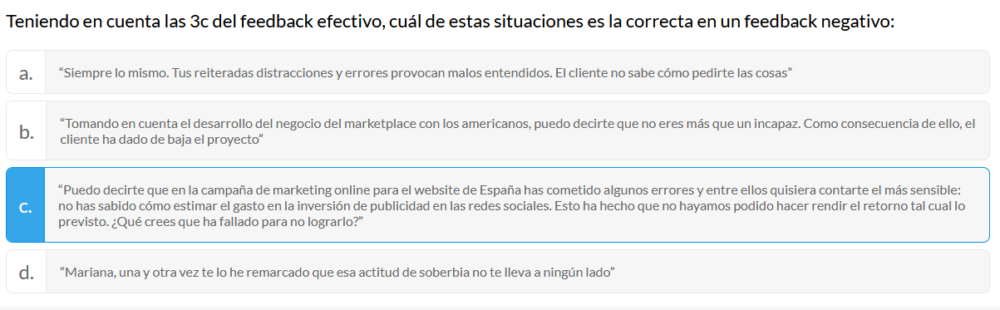 Teniendo en cuenta las 3c del feedback efectivo, cuál de estas situaciones es la correcta en un feedback negativo:
a.
“Siempre lo mismo. Tus reiteradas distracciones y errores provocan malos entendidos. El cliente no sabe cómo pedirte las cosas”
b.
“Tomando en cuenta el desarrollo del negocio del marketplace con los americanos, puedo decirte que no eres más que un incapaz. Como consecuencia de ello, el
cliente ha dado de baja el proyecto”
c.
“Puedo decirte que en la campaña de marketing online para el website de España has cometido algunos errores y entre ellos quisiera contarte el más sensible:
no has sabido cómo estimar el gasto en la inversión de publicidad en las redes sociales. Esto ha hecho que no hayamos podido hacer rendir el retorno tal cual lo
previsto. ¿Qué crees que ha fallado para no lograrlo?”
d.
“Mariana, una y otra vez te lo he remarcado que esa actitud de soberbia no te lleva a ningún lado”